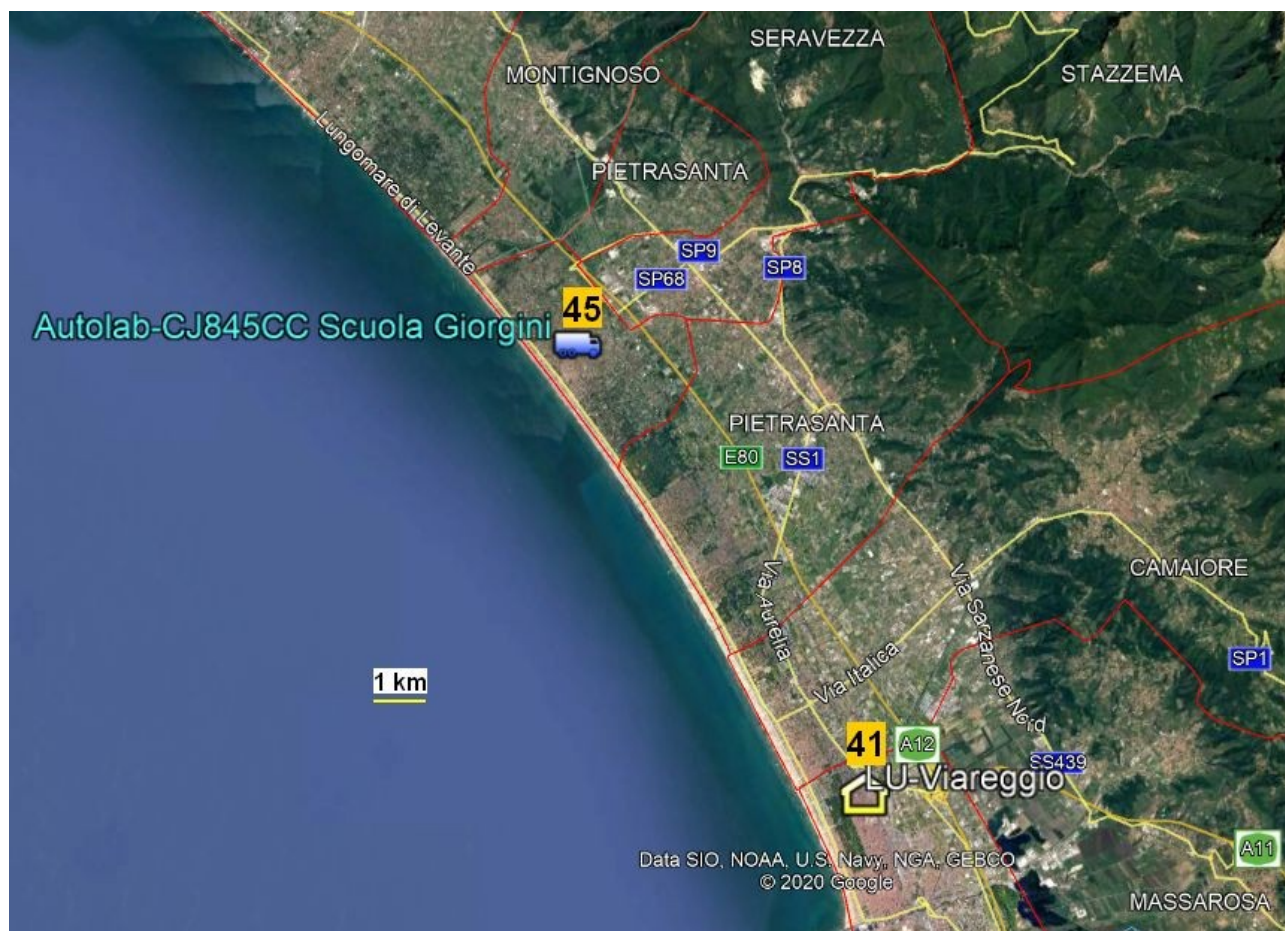 SERAVEZZA
MONTIGNOSO
STAZZEMA
Lungomare di Levante
PIETRASANTA
SP9
SP68
SP8
45
Autolab-CJ845CC Scuola Giorgini
PIETRASANTA
E80
SS1
Via Aurelia
Via Sarzanese Nord
CAMAIORE
Via Italica
SP1
1 km
41
A12
LU-Viareggio
SS439
Data SIO, NOAA, U.S. Navy, NGA, GEBCO
© 2020 Google
A11
MASSAROSA